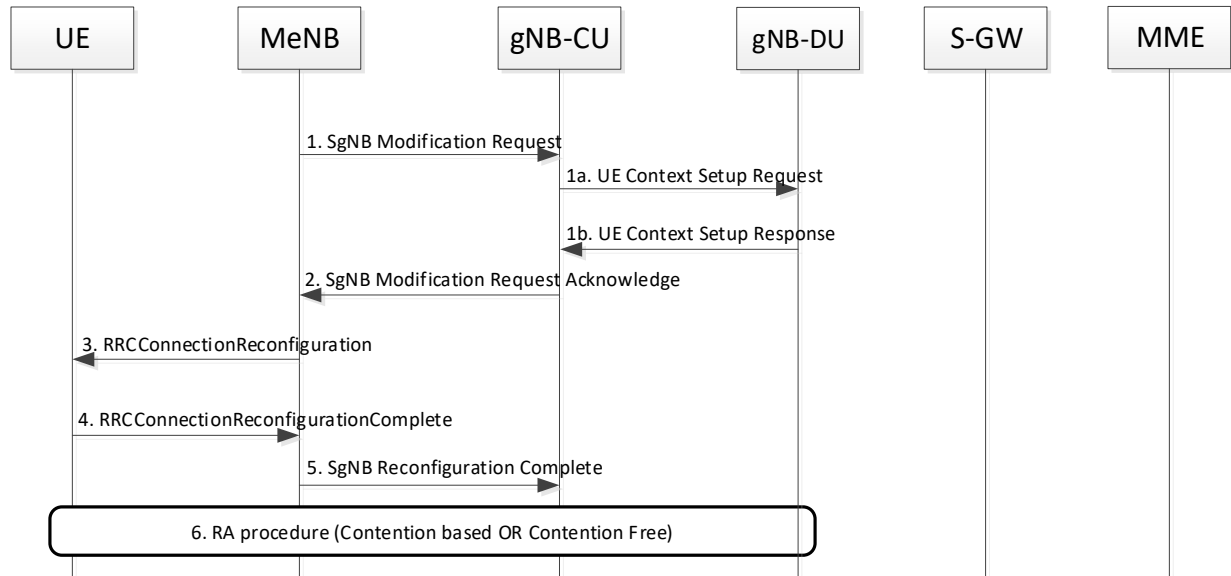 UE
MeNB
gNB-CU
gNB-DU
S-GW
MME
1. SgNB Modification Request
1a. UE Context Setup Request
1b. UE Context Setup Response
2. SgNB Modification Request Acknowledge
3. RRCConnectionReconfiguration
4. RRCConnectionReconfigurationComplete
5. SgNB Reconfiguration Complete
6. RA procedure (Contention based OR Contention Free)